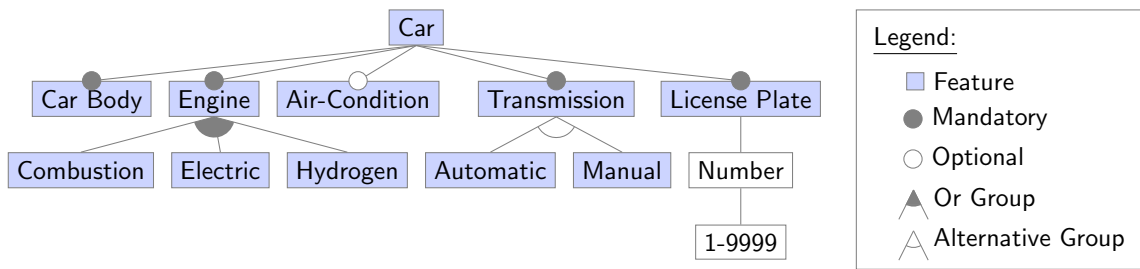 Car
Car Body
Engine
Air-Condition
Transmission
License Plate
Combustion
Electric
Hydrogen
Automatic
Manual
Number
1-9999
Legend:
Feature
Mandatory
Optional
Or Group
Alternative Group